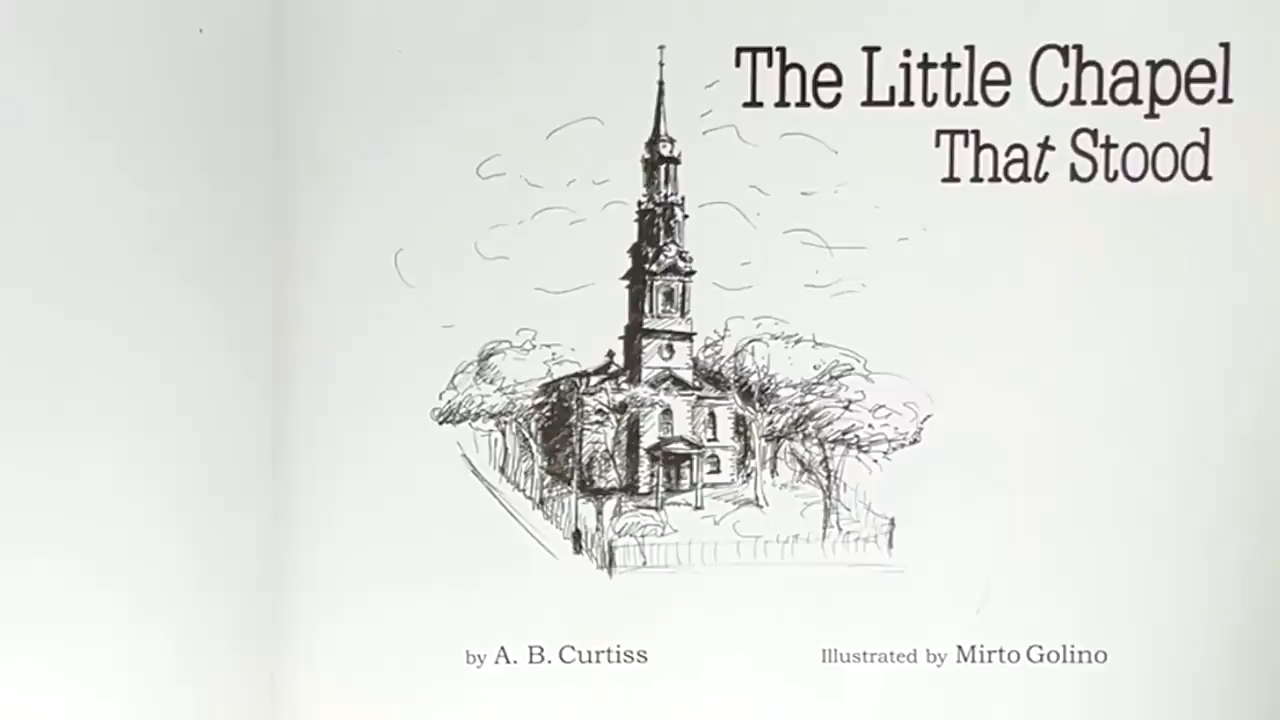 The Little Chapel
That Stood
by A. B. Curtiss
Illustrated by Mirto Golino